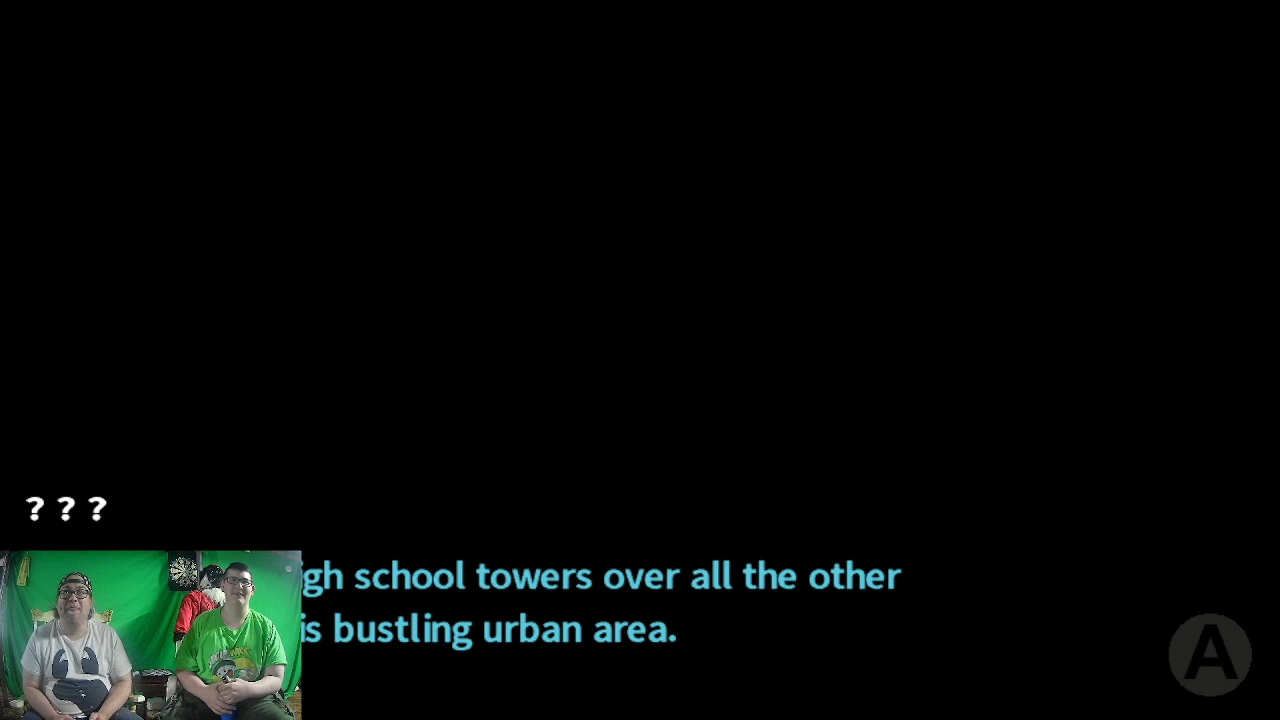 ? ? ?
igh school towers over all the other
is bustling urban area.
A